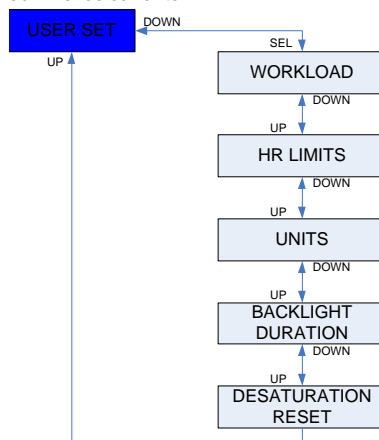 USER SET
DOWN
SEL
UP
WORKLOAD
DOWN
UP
HR LIMITS
DOWN
UP
UNITS
DOWN
UP
BACKLIGHT
DURATION
DOWN
UP
DESATURATION
RESET